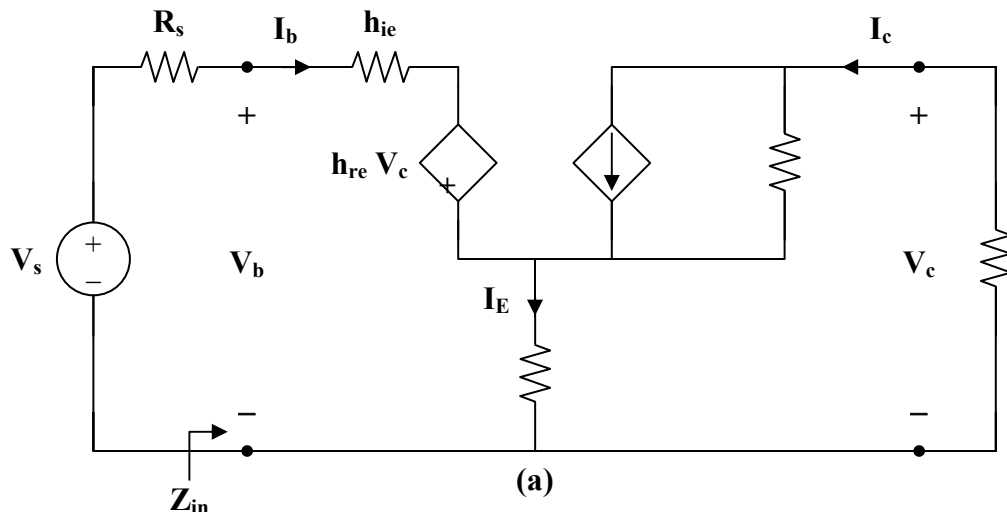 Rs Ib hie Ic
+ +
hre Vc
+
Vs + Vb Vc
−
IE
− −
Zin (a)